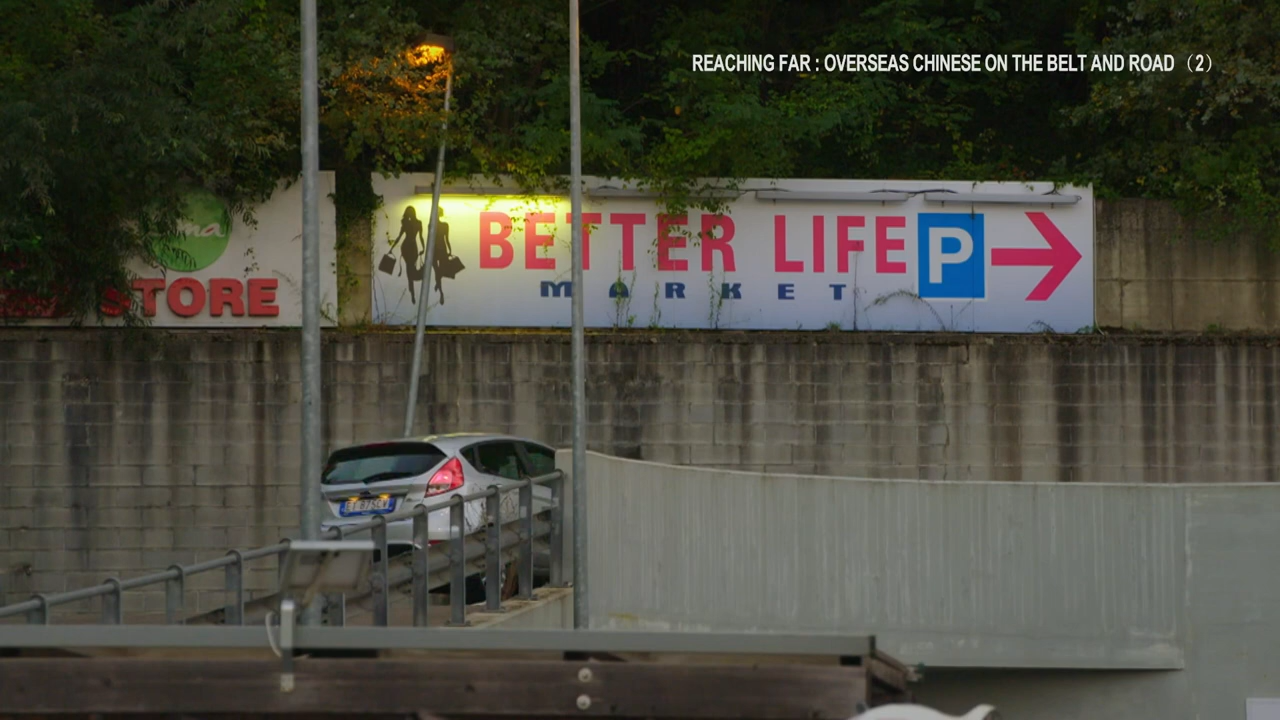 REACHING FAR : OVERSEAS CHINESE ON THE BELT AND ROAD （2）
BETTER LIFE P
MARKET
STORE